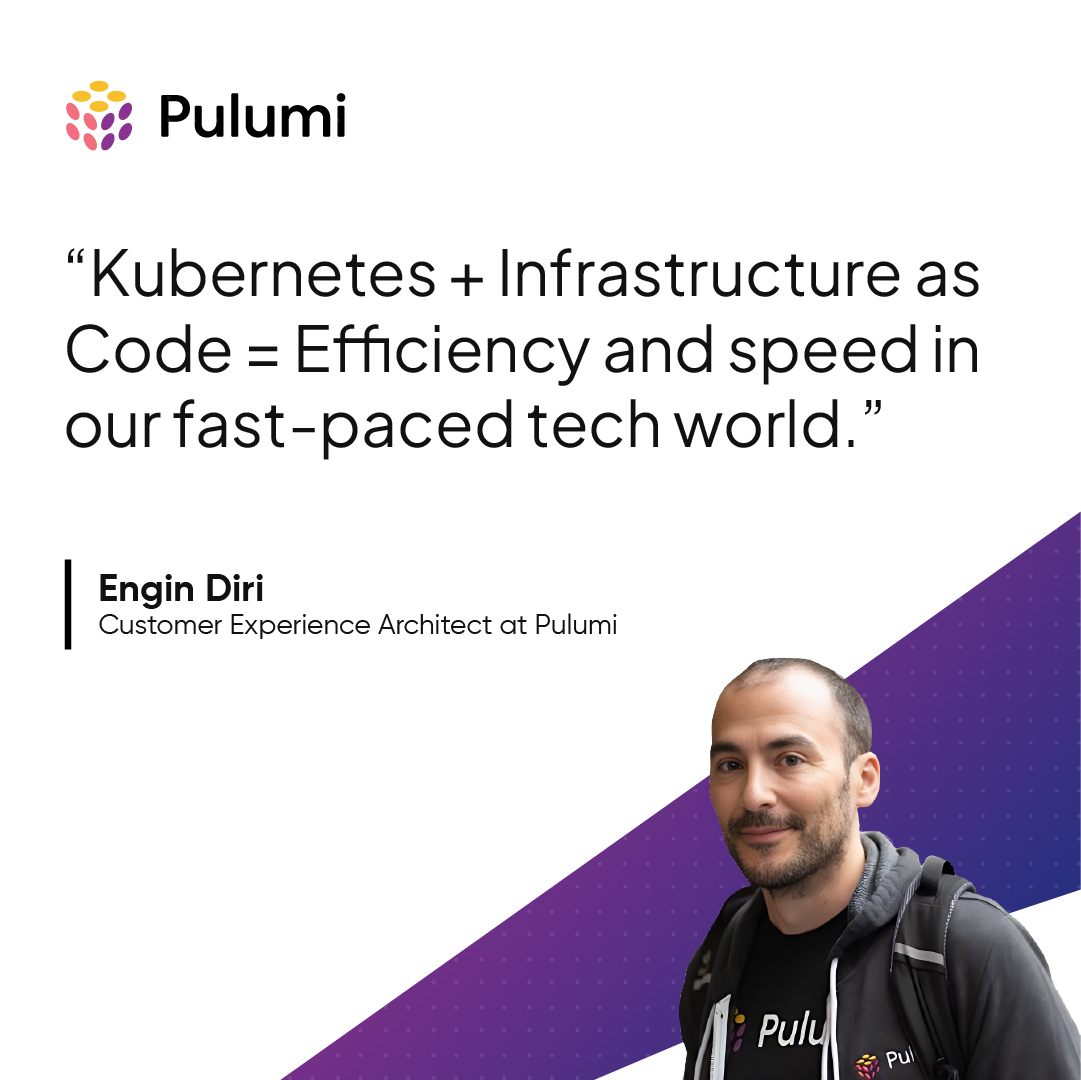 Pulumi
“Kubernetes + Infrastructure as
Code = Efficiency and speed in
our fast-paced tech world.”
Engin Diri
Customer Experience Architect at Pulumi
Pulu
Pul